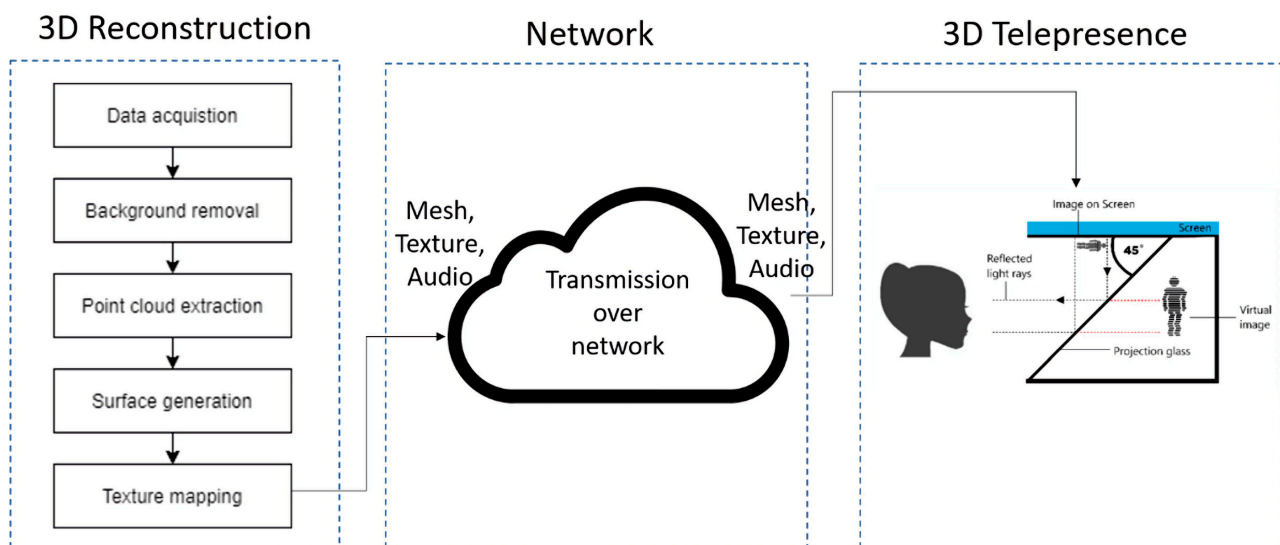 3D Reconstruction
Data acquistion
Background removal
Point cloud extraction
Surface generation
Texture mapping
Network
Mesh,
Texture,
Audio
Transmission
over
network
Mesh,
Texture,
Audio
3D Telepresence
Image on Screen
Screen
45°
Reflected
light rays
Virtual
image
Projection glass